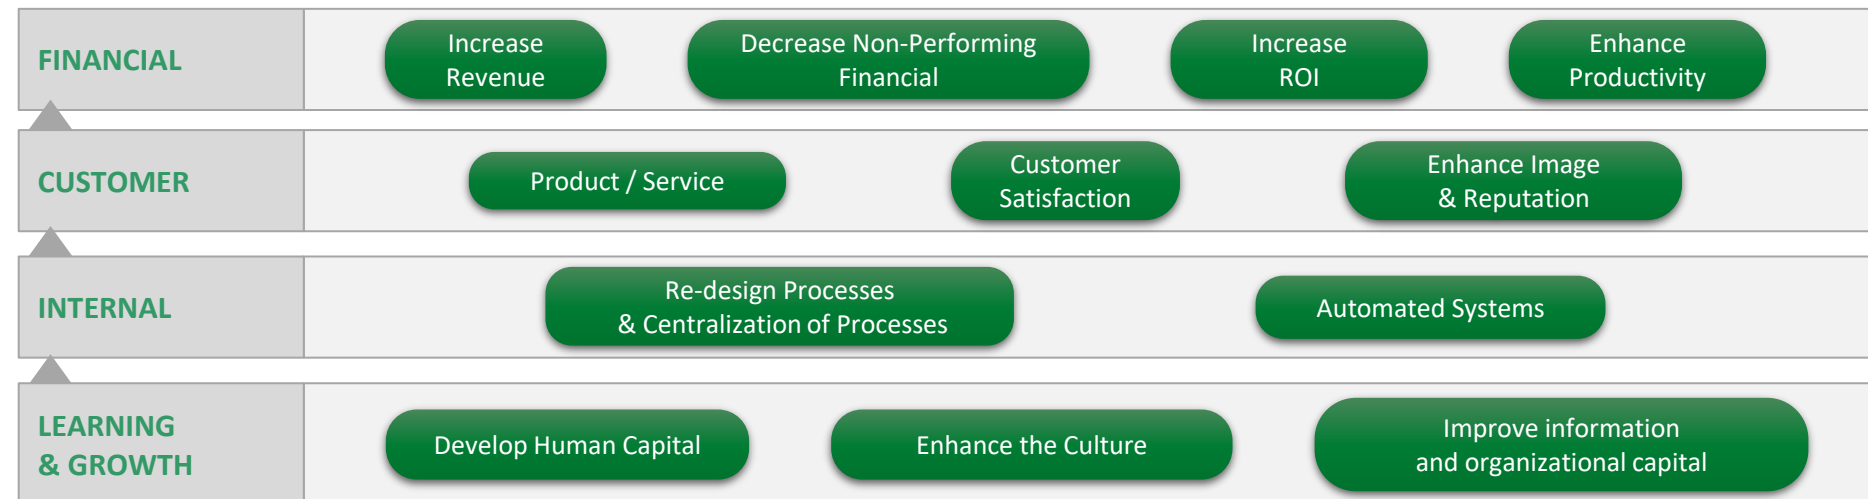 FINANCIAL
Increase
Revenue
Decrease Non-Performing
Financial
Increase
ROI
Enhance
Productivity
CUSTOMER
Product / Service
Customer
Satisfaction
Enhance Image
& Reputation
INTERNAL
Re-design Processes
& Centralization of Processes
Automated Systems
LEARNING
& GROWTH
Develop Human Capital
Enhance the Culture
Improve information
and organizational capital